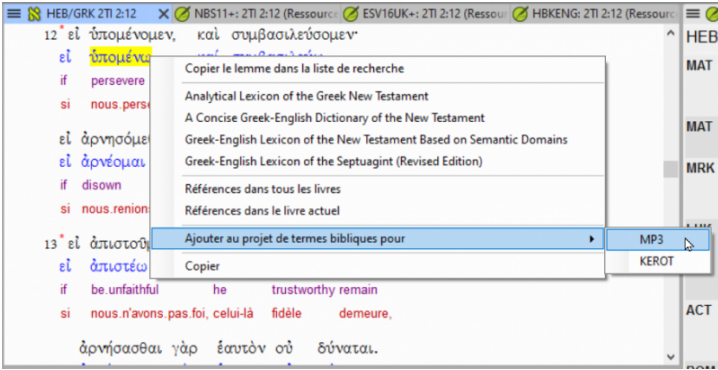 HEB/GRK 2TI 2:12 NBS11+: 2TI 2:12 (Ressource ESV16UK+: 2TI 2:12 (Ressour HBKENG: 2TI 2:12 (Ressourc
12 * εἰ ὑπομένομεν, καὶ συμβασιλεύσομεν·
HEB
εἰ ὑπομένω
Copier le lemme dans la liste de recherche
MAT
if persevere
Analytical Lexicon of the Greek New Testament
si nous.persé
A Concise Greek-English Dictionary of the New Testament
MAT
εἰ ἀρνησόμε
Greek-English Lexicon of the New Testament Based on Semantic Domains
εἰ ἀρνέομαι
Greek-English Lexicon of the Septuagint (Revised Edition)
MRK
if disown
Références dans tous les livres
si nous.renion
Références dans le livre actuel
13 * εἰ ἀπιστοῦμ
Ajouter au projet de termes bibliques pour
MP3
εἰ ἀπιστέω
Copier
KEROT
if be.unfaithful he trustworthy remain
si nous.n'avons.pas.foi, celui-là fidèle demeure,
ACT
ἀρνήσασθαι γὰρ ἑαυτὸν οὐ δύναται.